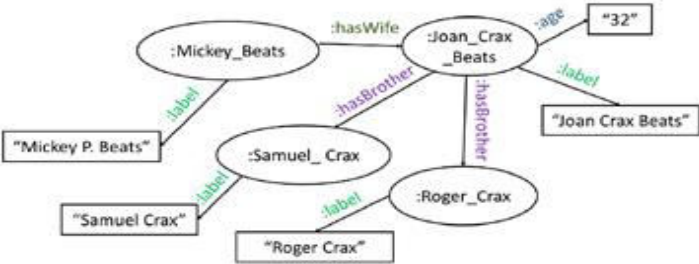 :Mickey_Beats
:hasWife
:Joan_Crax
_Beats
:age
"32"
:label
"Joan Crax Beats"
:label
"Mickey P. Beats"
:hasBrother
:Samuel_ Crax
:hasBrother
:Roger_Crax
:label
"Samuel Crax"
:label
"Roger Crax"